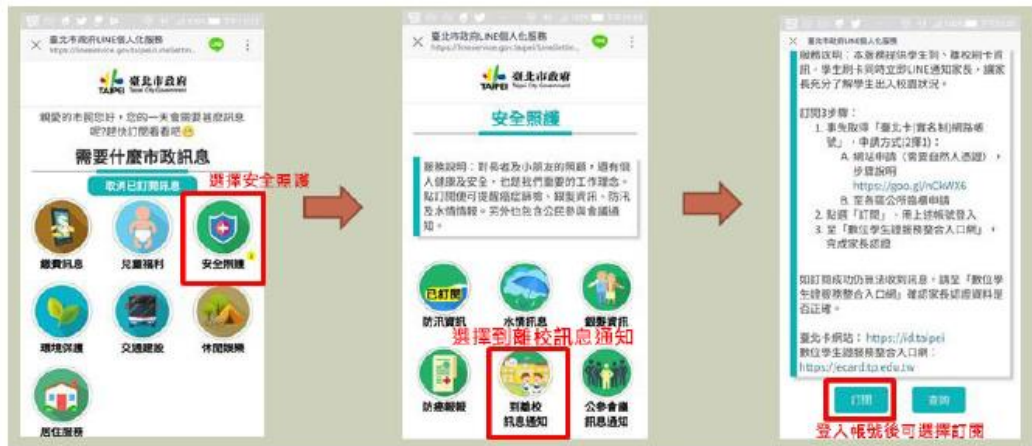 臺北市政府LINE個人化服務
臺北市政府
TAIPEI Taipei City Government
親愛的市民您好，您的一天會需要甚麼訊息
呢?趕快訂閱看看吧
需要什麼市政訊息
取消已訂閱訊息
選擇安全照護
繳費訊息
兒童福利
安全照護
環境保護
交通建設
休閒娛樂
居住服務
臺北市政府LINE個人化服務
臺北市政府
TAIPEI Taipei City Government
安全照護
服務說明：對長者及小朋友的照顧，還有個
人健康及安全，也是我們重要的工作理念。
點訂閱便可提醒癌症篩檢、銀髮資訊、防汛
及水情情報。另外也包含公民參與會議通
知。
已訂閱
防汛資訊
水情訊息
銀髮資訊
選擇到離校訊息通知
防癌報報
到離校
訊息通知
公參會議
訊息通知
臺北市政府LINE個人化服務
服務說明：本服務提供學生到、離校刷卡資
訊，學生刷卡同時立即LINE通知家長，讓家
長充分了解學生出入校園狀況。
訂閱3步驟：
1. 事先取得「臺北卡(實名制)網路帳
號」，申請方式(2擇1)：
A. 網站申請（需要自然人憑證），
步驟說明
https://goo.gl/nCkWX6
B. 至各區公所臨櫃申請
2. 點選「訂閱」，用上述帳號登入
3. 至「數位學生證服務整合入口網」，
完成家長認證
如訂閱成功仍無法收到訊息，請至「數位學
生證服務整合入口網」確認家長認證資料是
否正確。
臺北卡網站：https://id.taipei
數位學生證服務整合入口網：
https://ecard.tp.edu.tw
訂閱
查詢
登入帳號後可選擇訂閱